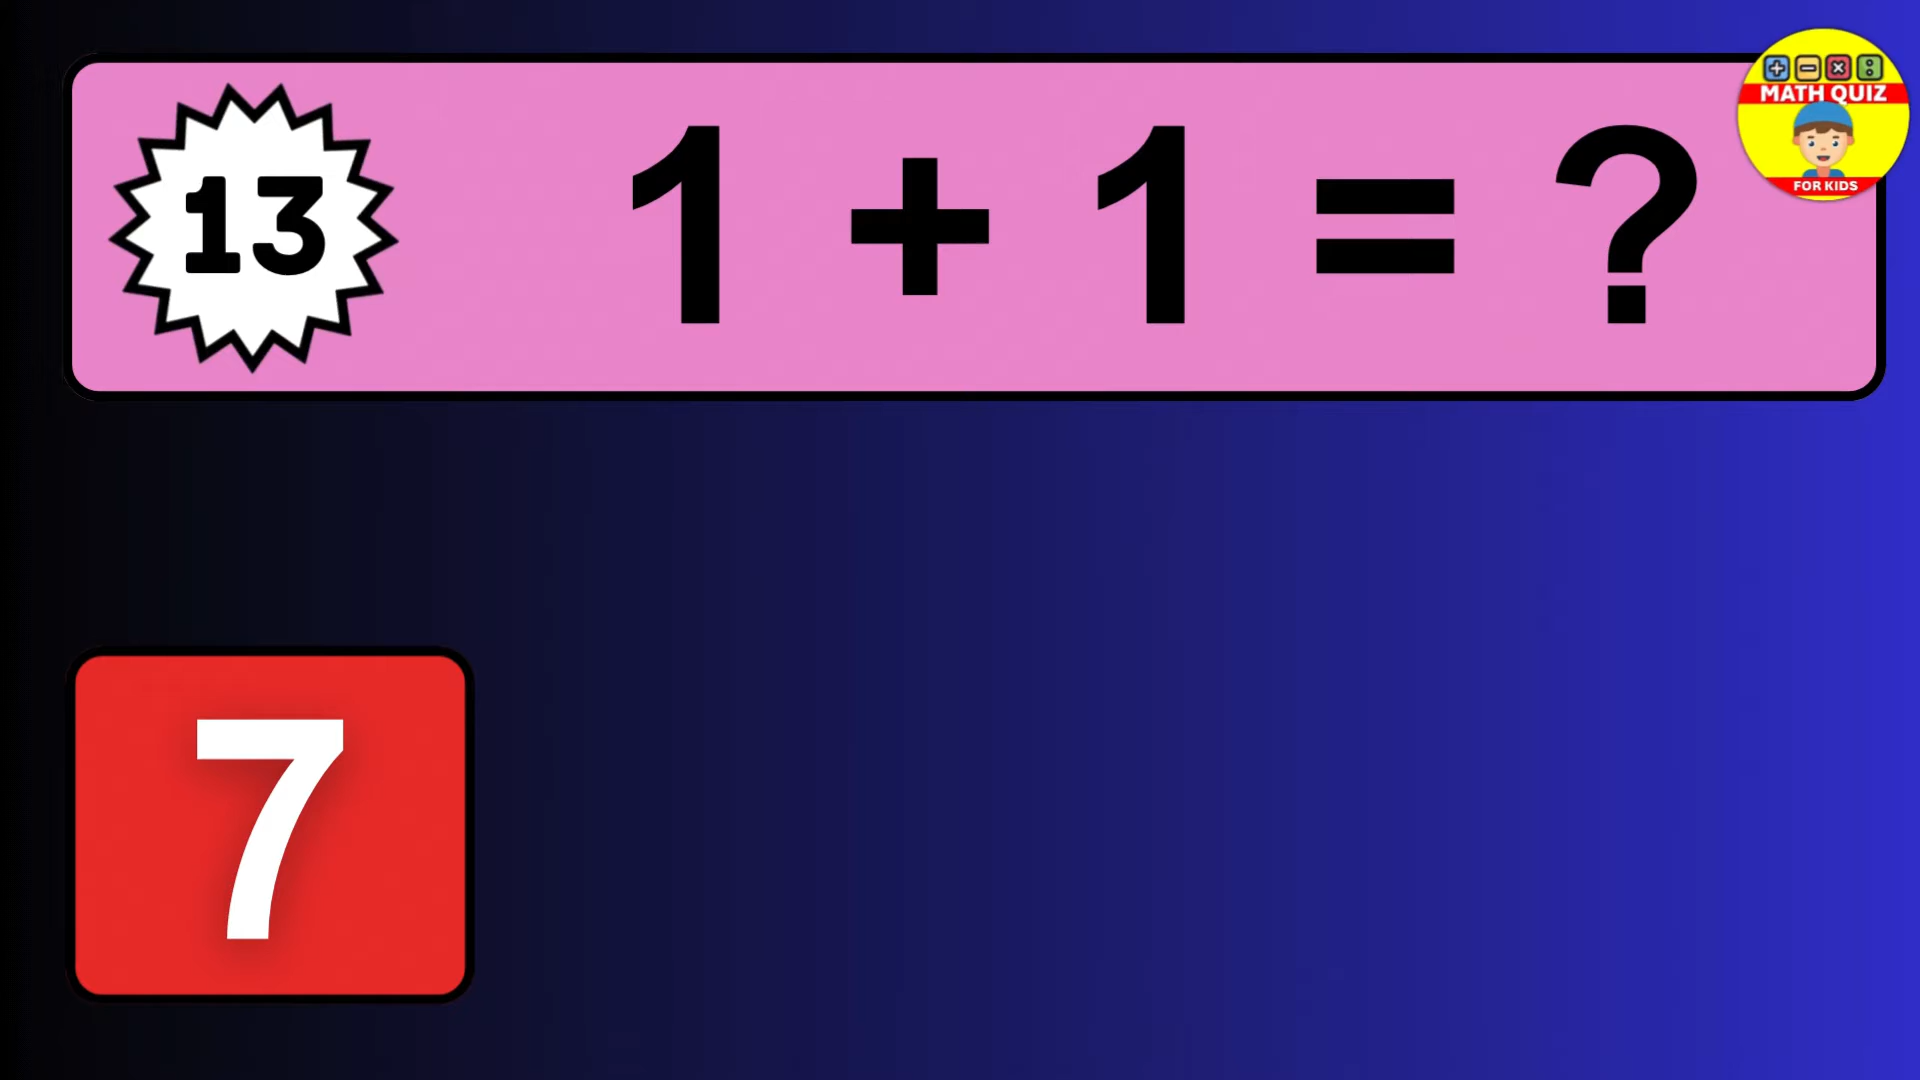 13
1 + 1 = ?
+ - × :
MATH QUIZ
FOR KIDS
7